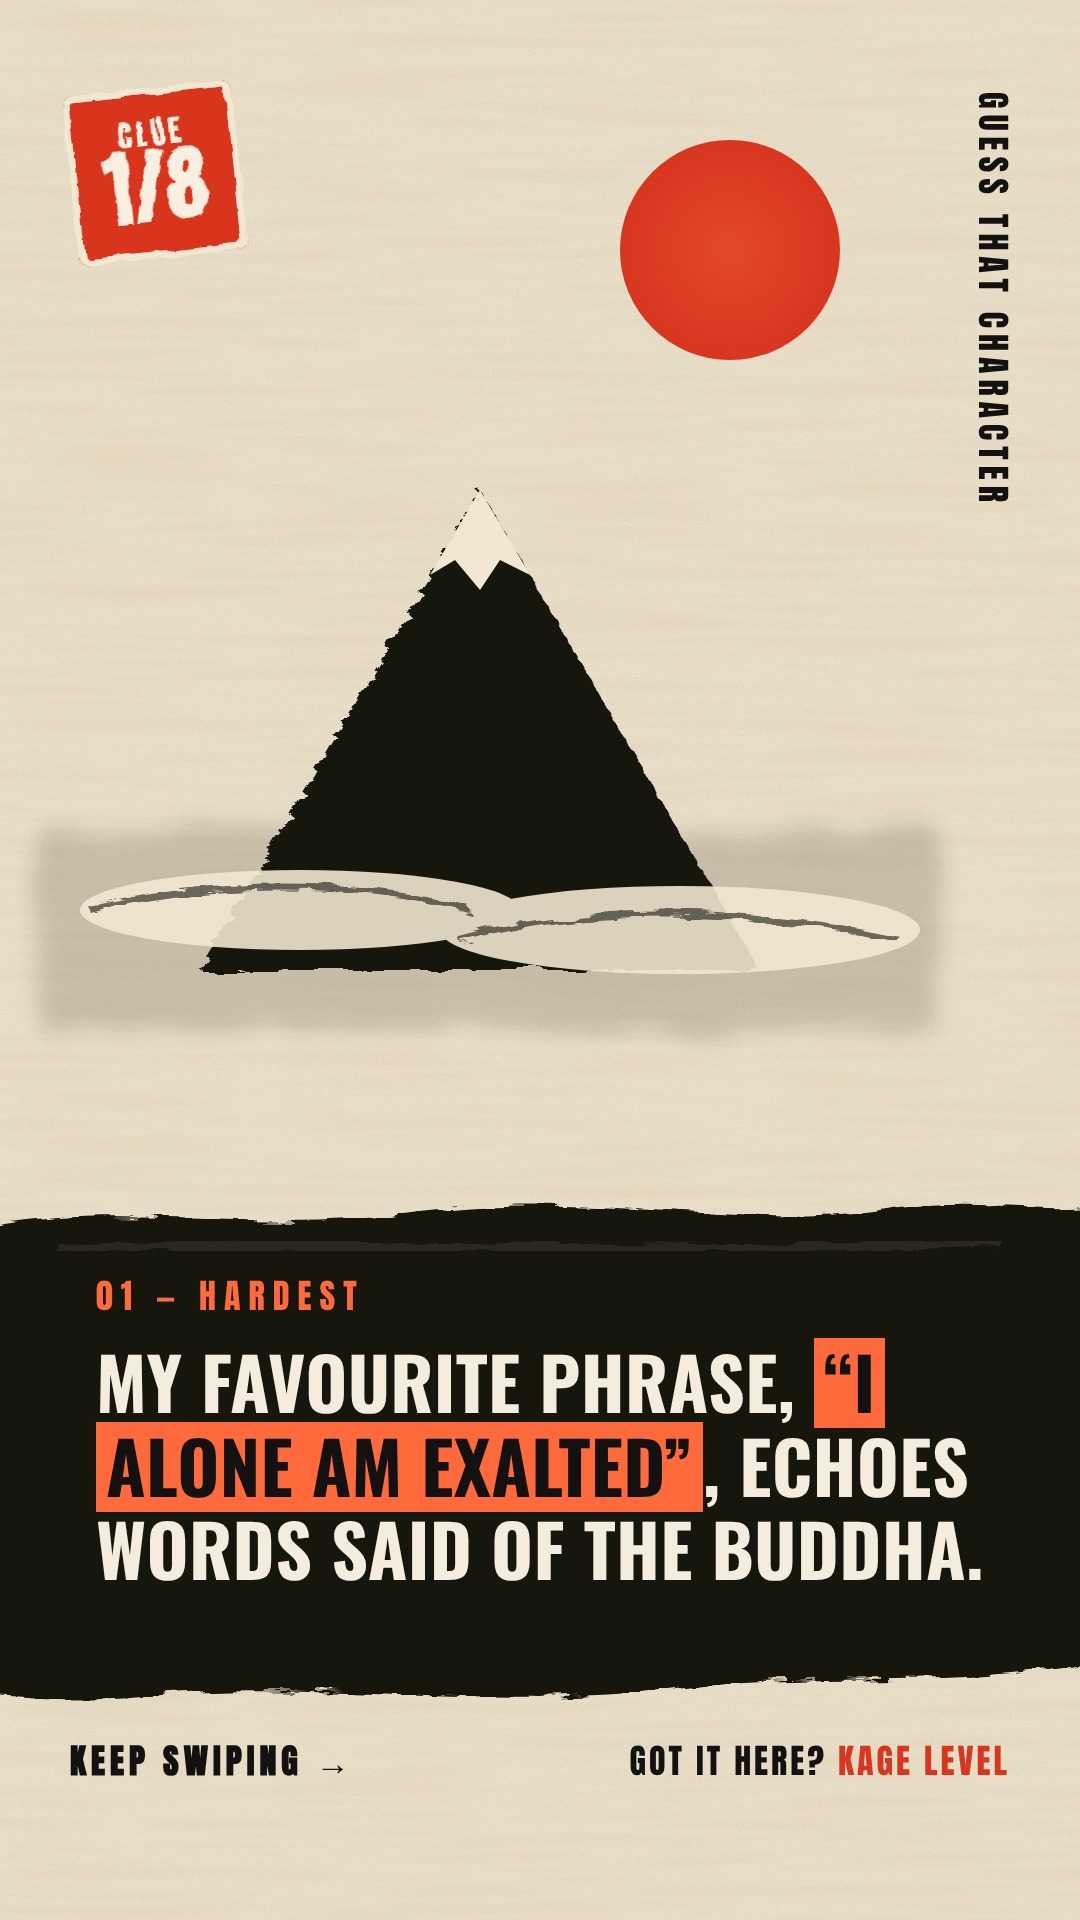 CLUE
1/8
GUESS THAT CHARACTER
01 – HARDEST
MY FAVOURITE PHRASE, “I
ALONE AM EXALTED”, ECHOES
WORDS SAID OF THE BUDDHA.
KEEP SWIPING →
GOT IT HERE? KAGE LEVEL